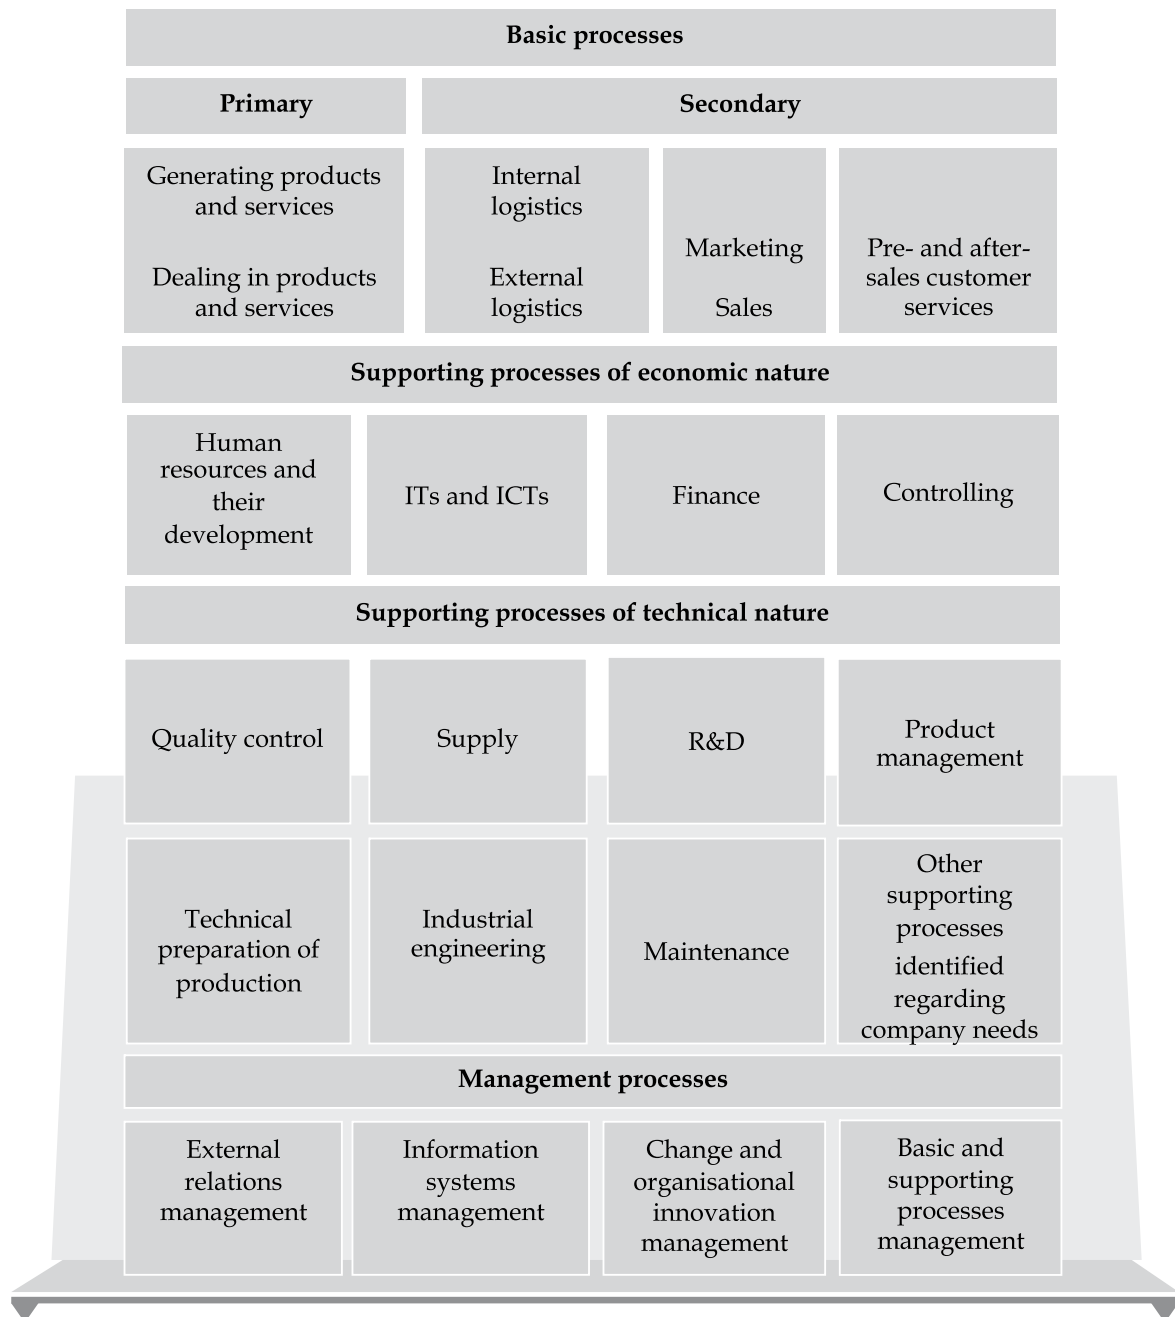 Basic processes
Primary
Secondary
Generating products
and services
Dealing in products
and services
Internal
logistics
External
logistics
Marketing
Sales
Pre- and after-
sales customer
services
Supporting processes of economic nature
Human
resources and
their
development
ITs and ICTs
Finance
Controlling
Supporting processes of technical nature
Quality control
Supply
R&D
Product
management
Technical
preparation of
production
Industrial
engineering
Maintenance
Other
supporting
processes
identified
regarding
company needs
Management processes
External
relations
management
Information
systems
management
Change and
organisational
innovation
management
Basic and
supporting
processes
management